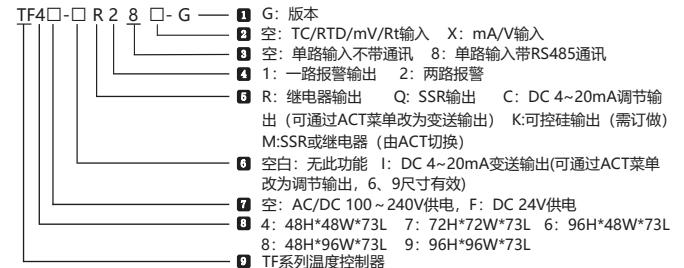 TF4□-□ R 2 8 □- G
1 G：版本
2 空：TC/RTD/mV/Rt输入 X：mA/V输入
3 空：单路输入不带通讯 8：单路输入带RS485通讯
4 1：一路报警输出 2：两路报警
5 R：继电器输出 Q：SSR输出 C：DC 4~20mA调节输
出（可通过ACT菜单改为变送输出） K:可控硅输出（需订做）
M:SSR或继电器（由ACT切换）
6 空白：无此功能 I：DC 4~20mA变送输出(可通过ACT菜单
改为调节输出，6、9尺寸有效)
7 空：AC/DC 100～240V供电，F：DC 24V供电
8 4：48H*48W*73L 7：72H*72W*73L 6：96H*48W*73L
8：48H*96W*73L 9：96H*96W*73L
9 TF系列温度控制器